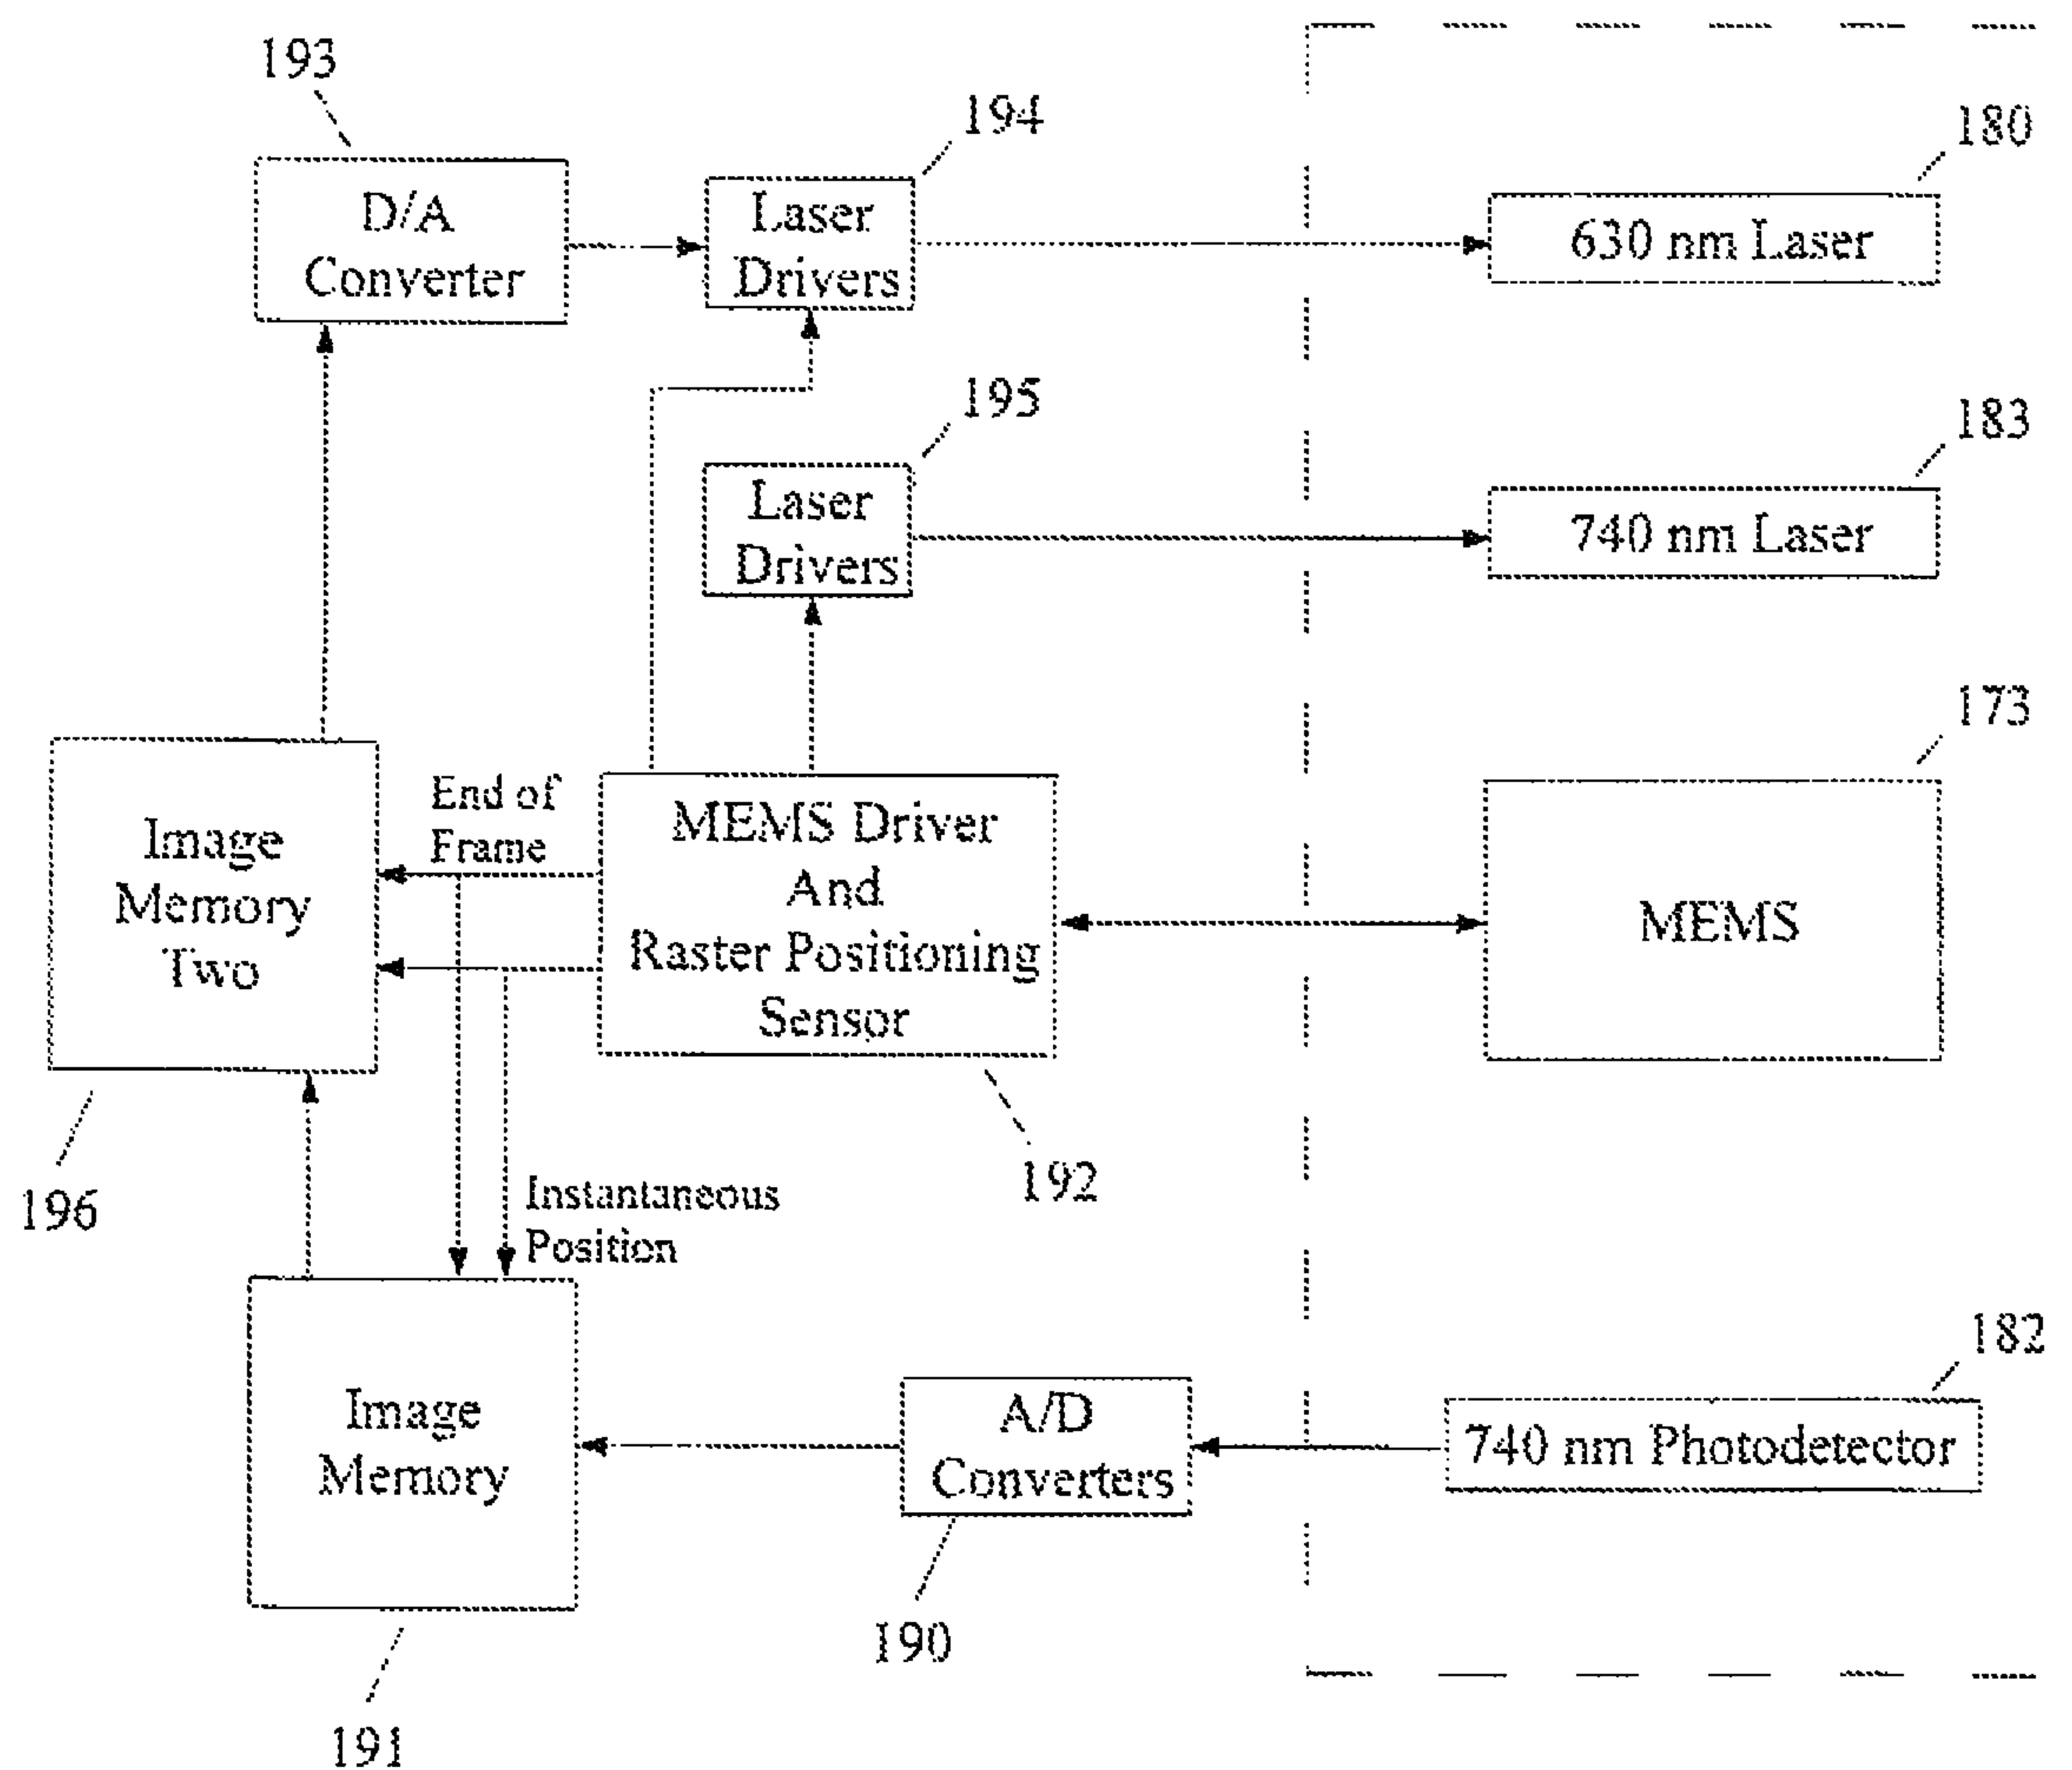 193
194
180
D/A
Converter
Laser
Drivers
630 nm Laser
195
183
Laser
Drivers
740 nm Laser
173
End of
Frame
Image
Memory
Two
MEMS Driver
And
Raster Positioning
Sensor
MEMS
196
192
Instantaneous
Position
182
Image
Memory
A/D
Converters
740 nm Photodetector
190
191